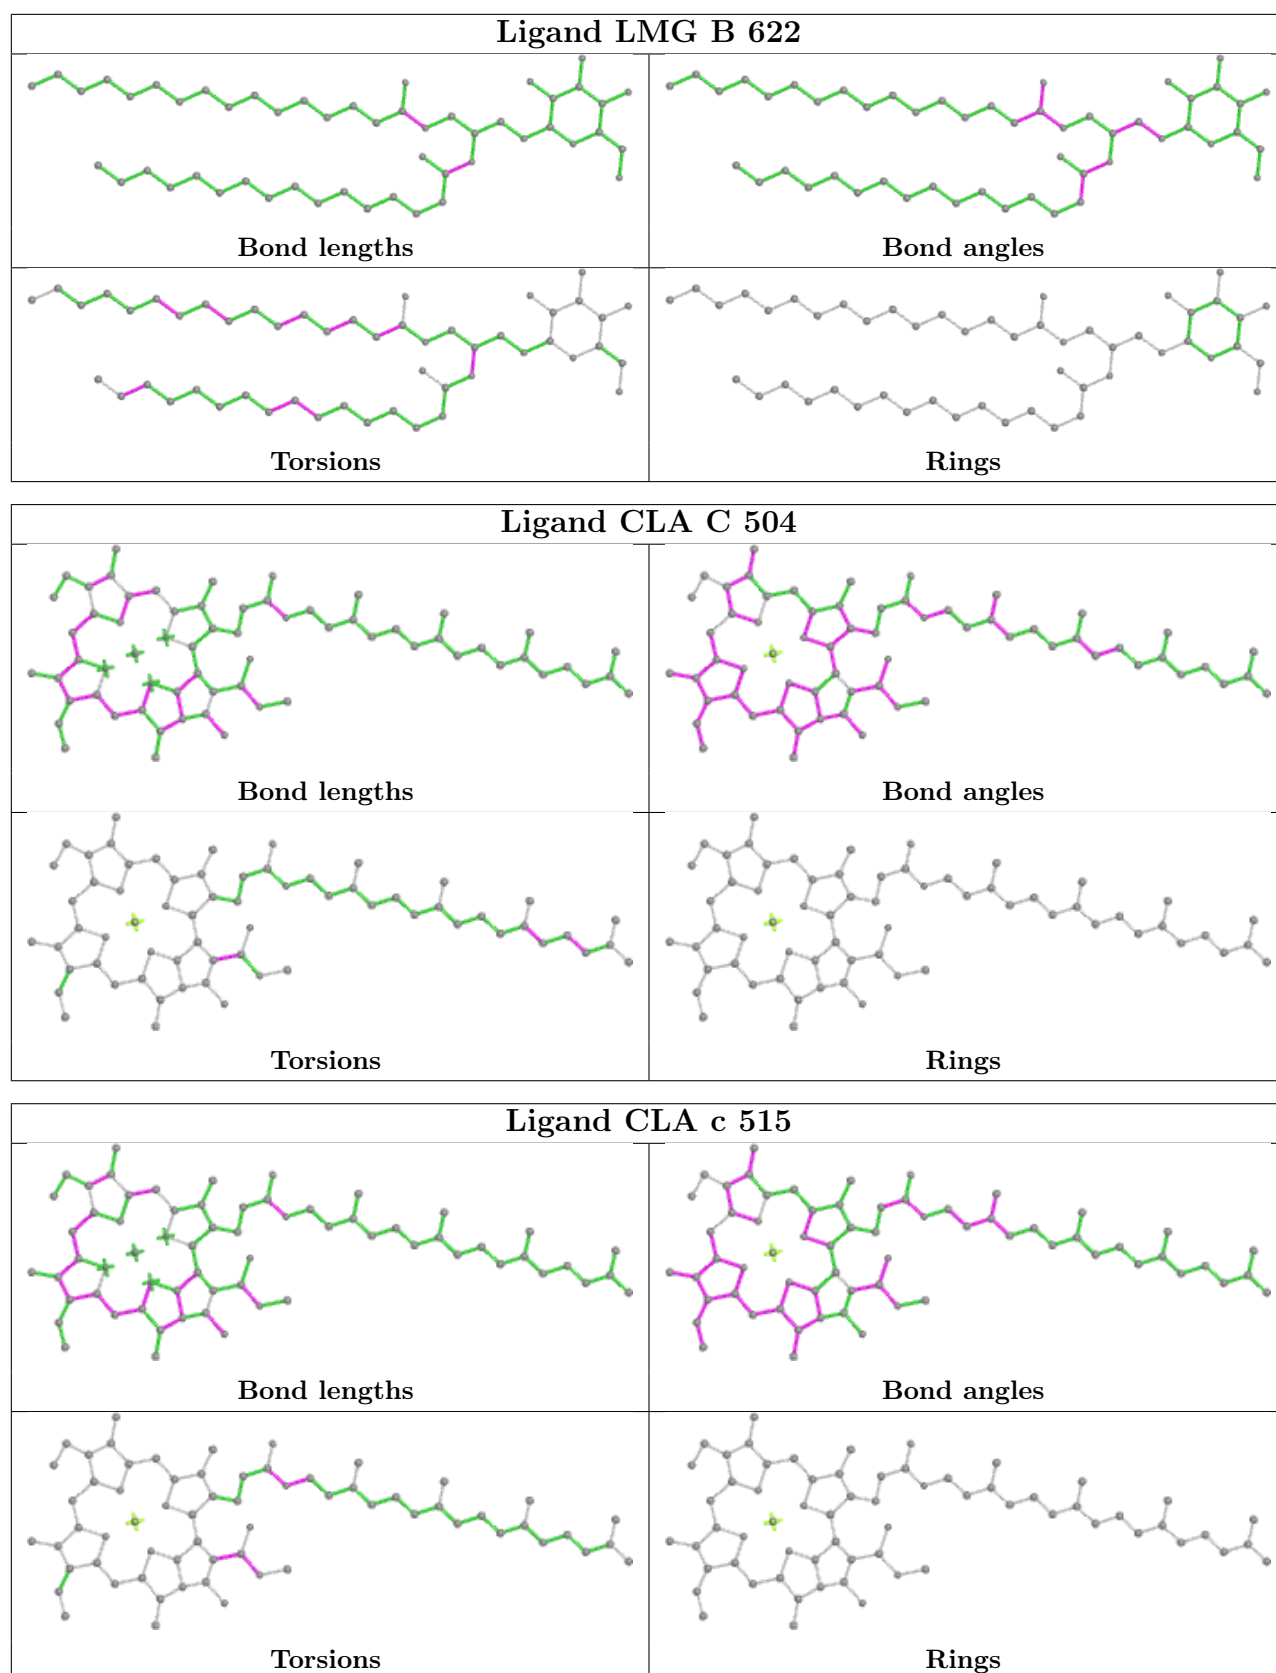 Ligand LMG B 622
Bond lengths
Bond angles
Torsions
Rings
Ligand CLA C 504
Bond lengths
Bond angles
Torsions
Rings
Ligand CLA c 515
Bond lengths
Bond angles
Torsions
Rings